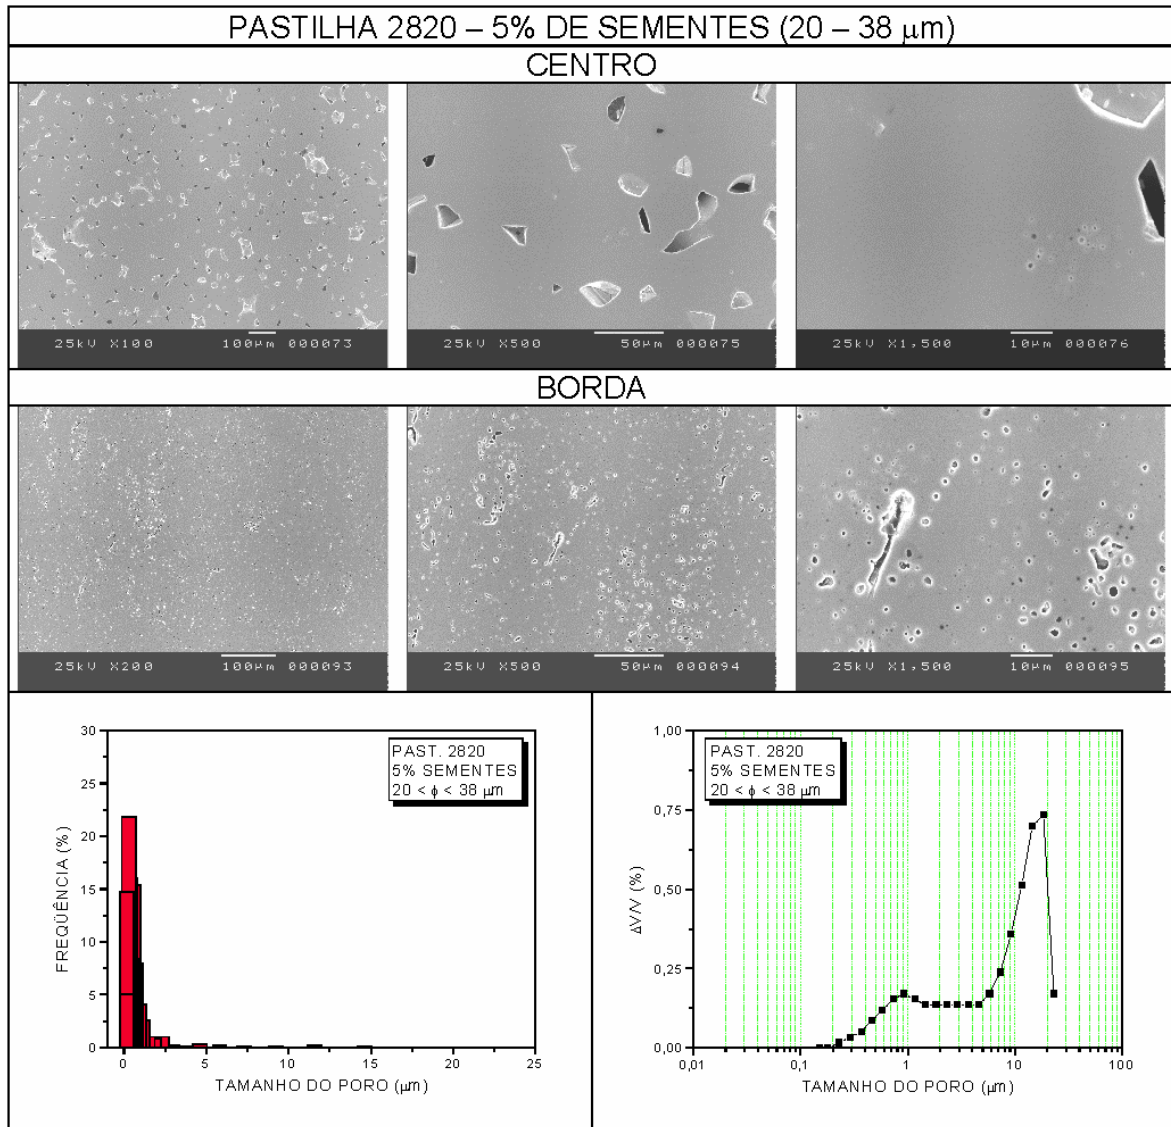 PASTILHA 2820 – 5% DE SEMENTES (20 – 38 μm)
CENTRO
25kV X100 100μm 000073
25kV X500 50μm 000075
25kV X1,500 10μm 000076
BORDA
25kV X200 100μm 000093
25kV X500 50μm 000094
25kV X1,500 10μm 000095
30
25
20
15
10
5
0
FREQÜÊNCIA (%)
PAST. 2820
5% SEMENTES
20 < ϕ < 38 μm
0 5 10 15 20 25
TAMANHO DO PORO (μm)
1,00
0,75
0,50
0,25
0,00
ΔV/V (%)
PAST. 2820
5% SEMENTES
20 < ϕ < 38 μm
0,01 0,1 1 10 100
TAMANHO DO PORO (μm)